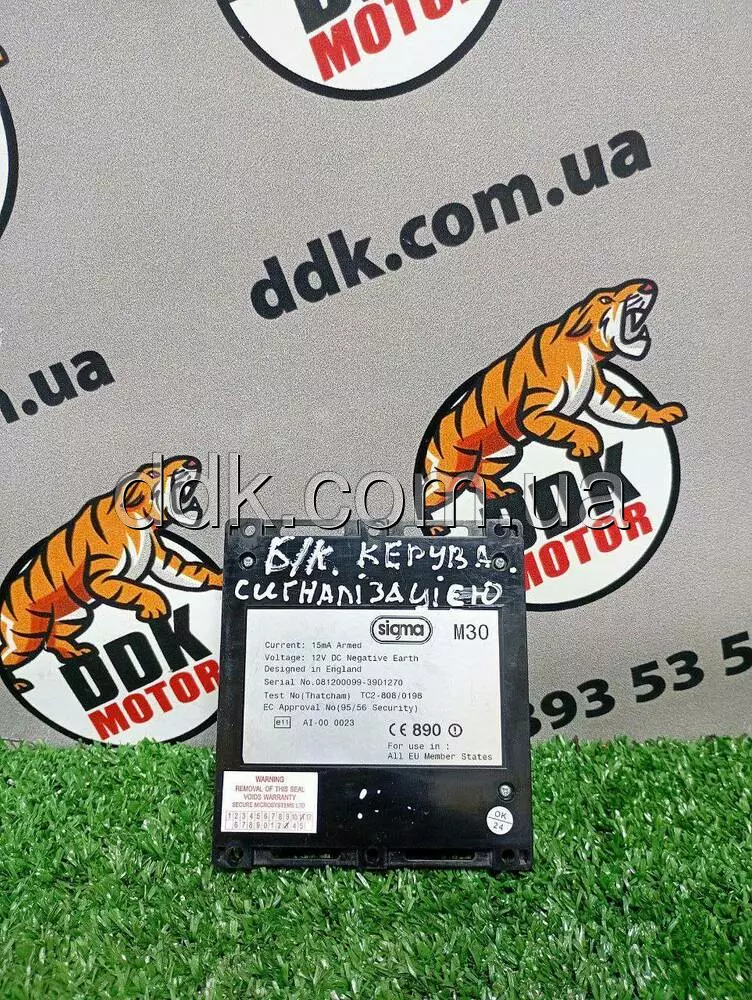 DDK
MOTOR
ddk.com.ua
.ua
DDK
MOTOR
ddk.com.ua
DDK
MOTOR
893 53 5
Б/К. КЕРУВА.
СИГНАЛІЗАЦІЄЮ
sigma M30
Current: 15mA Armed
Voltage: 12V DC Negative Earth
Designed in England
Serial No.081200099-39D1270
Test No(Thatcham) TC2-808/0198
EC Approval No(95/56 Security)
e11 AI-00 0023
CE 890
For use in :
All EU Member States
WARNING
REMOVAL OF THIS SEAL
VOIDS WARRANTY
SECURE MICROSYSTEMS LTD
OK
24